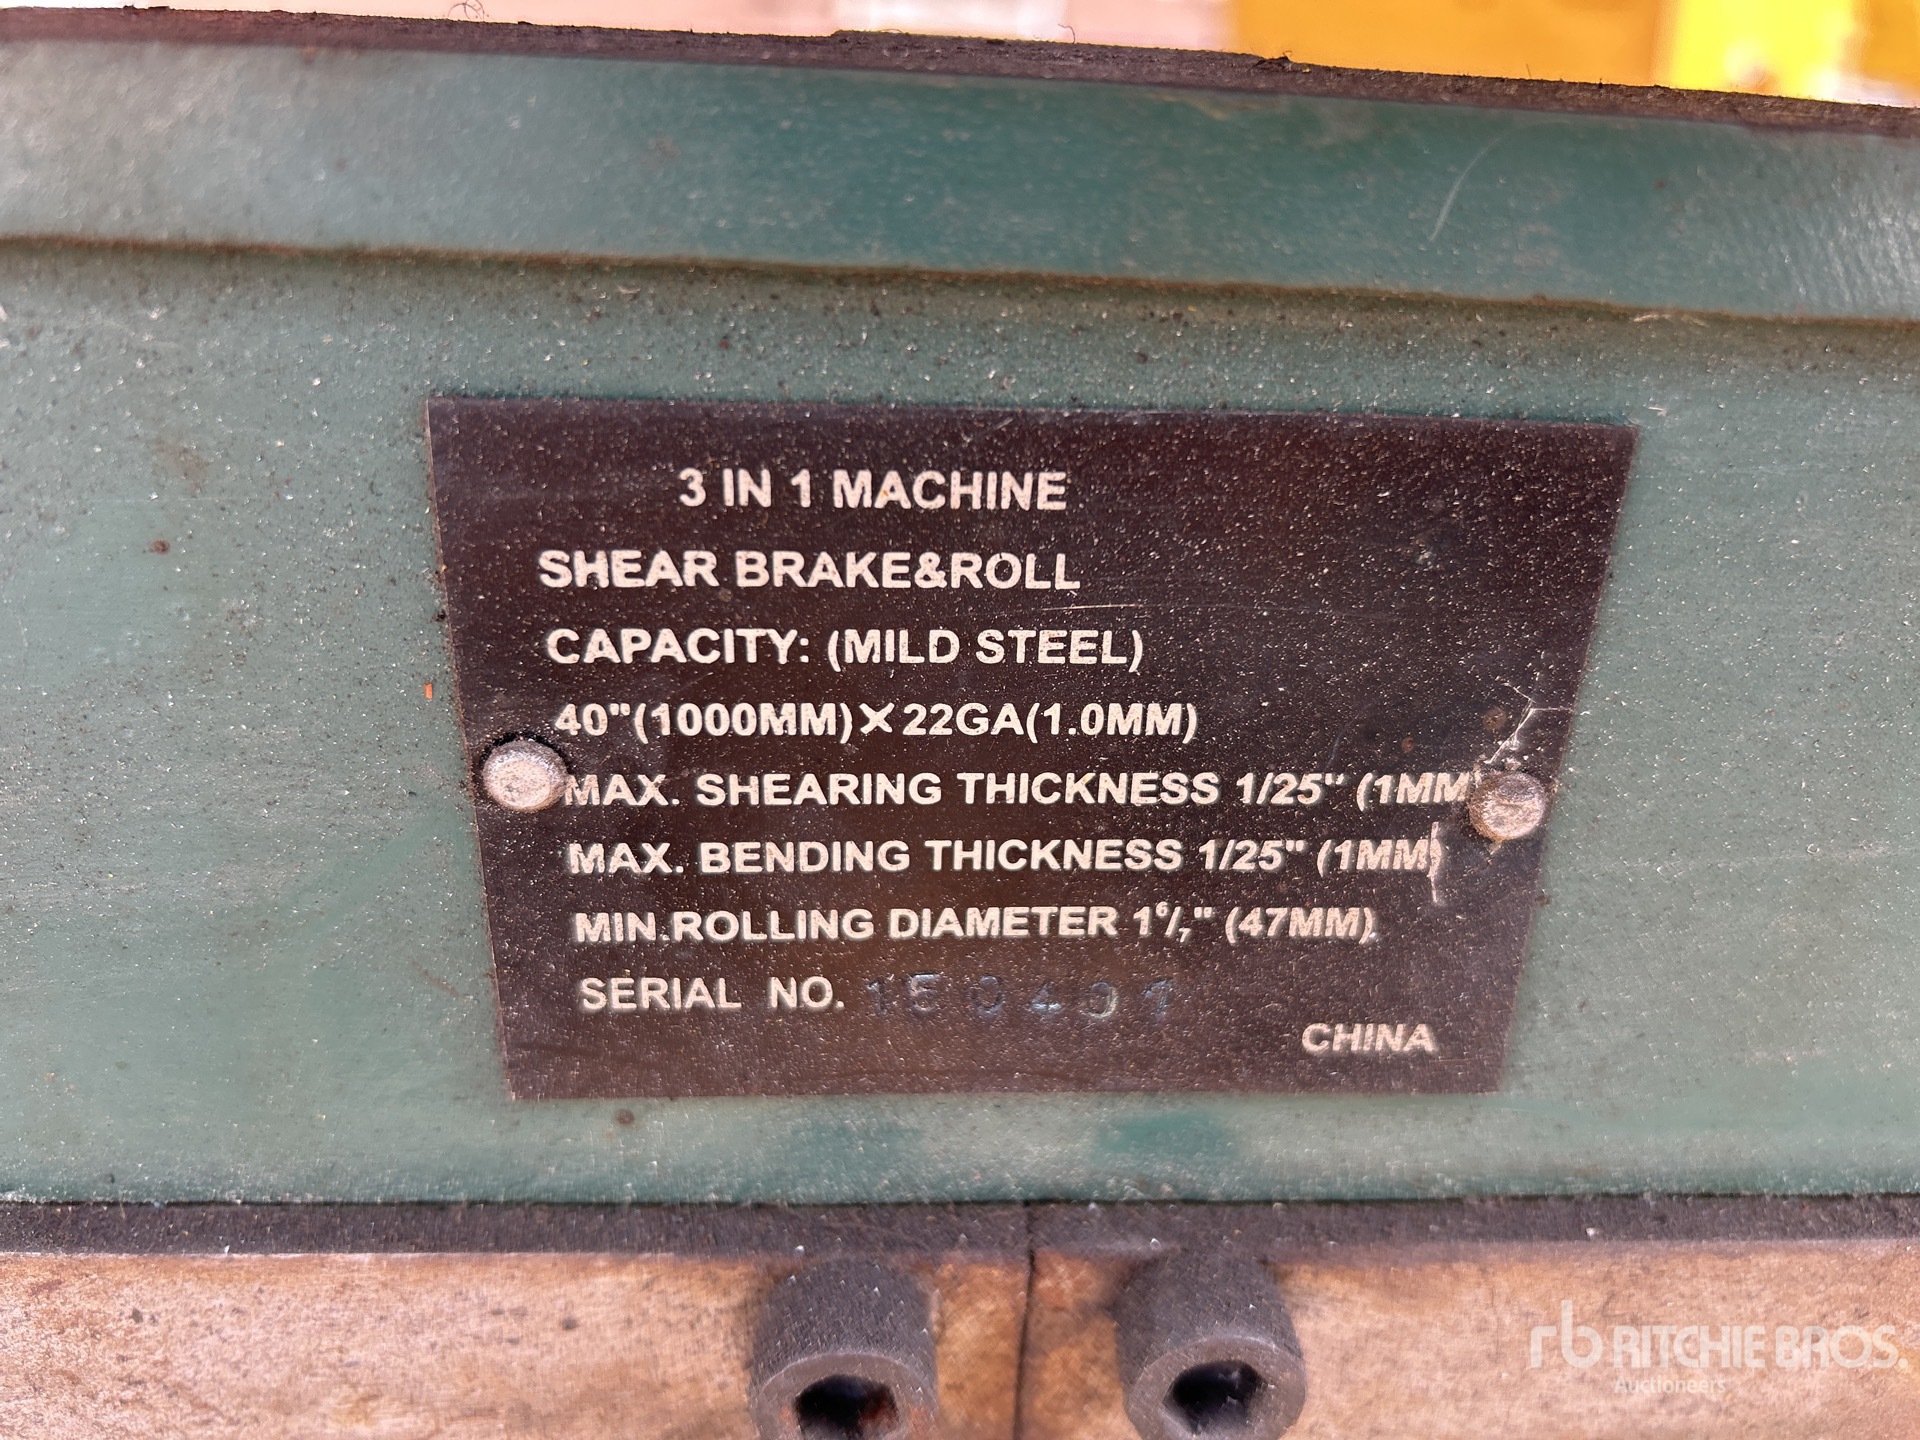 3 IN 1 MACHINE
SHEAR BRAKE&ROLL
CAPACITY: (MILD STEEL)
40"(1000MM)×22GA(1.0MM)
MAX. SHEARING THICKNESS 1/25" (1MM)
MAX. BENDING THICKNESS 1/25" (1MM)
MIN.ROLLING DIAMETER 1⁶/₇" (47MM)
SERIAL NO.
CHINA
rb RITCHIE BROS.
Auctioneers